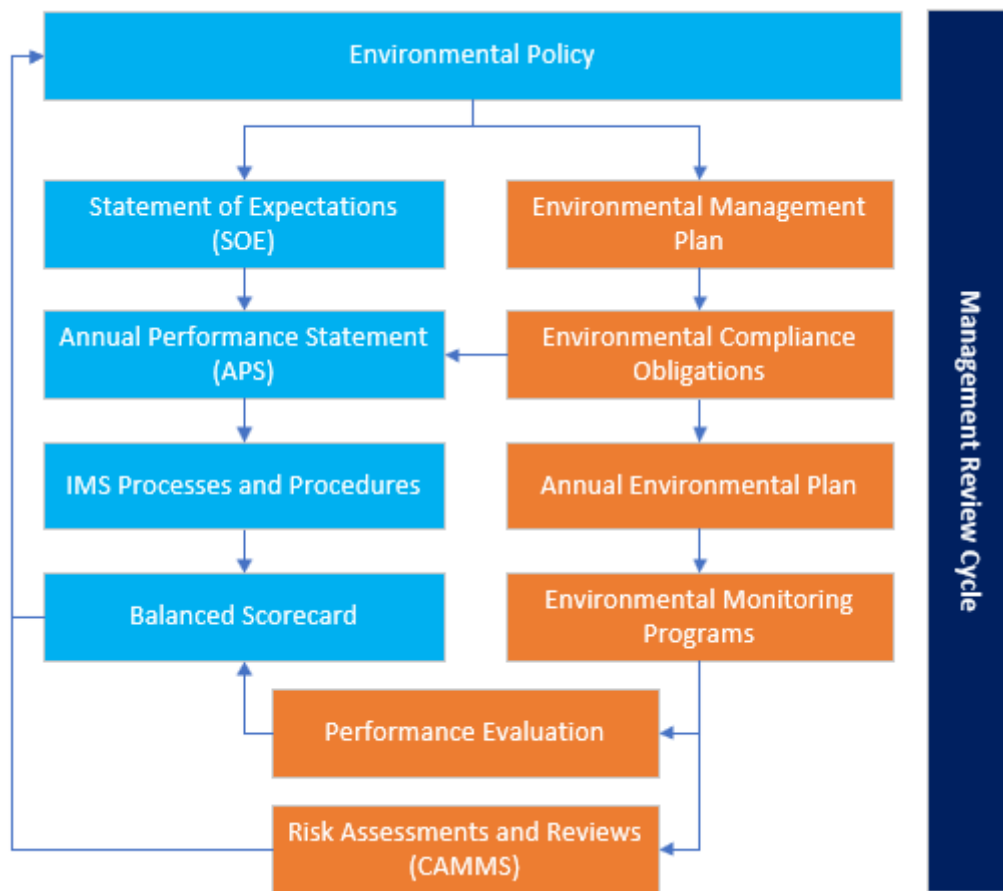 Environmental Policy
Statement of Expectations
(SOE)
Environmental Management
Plan
Annual Performance Statement
(APS)
Environmental Compliance
Obligations
IMS Processes and Procedures
Annual Environmental Plan
Balanced Scorecard
Environmental Monitoring
Programs
Performance Evaluation
Risk Assessments and Reviews
(CAMMS)
Management Review Cycle